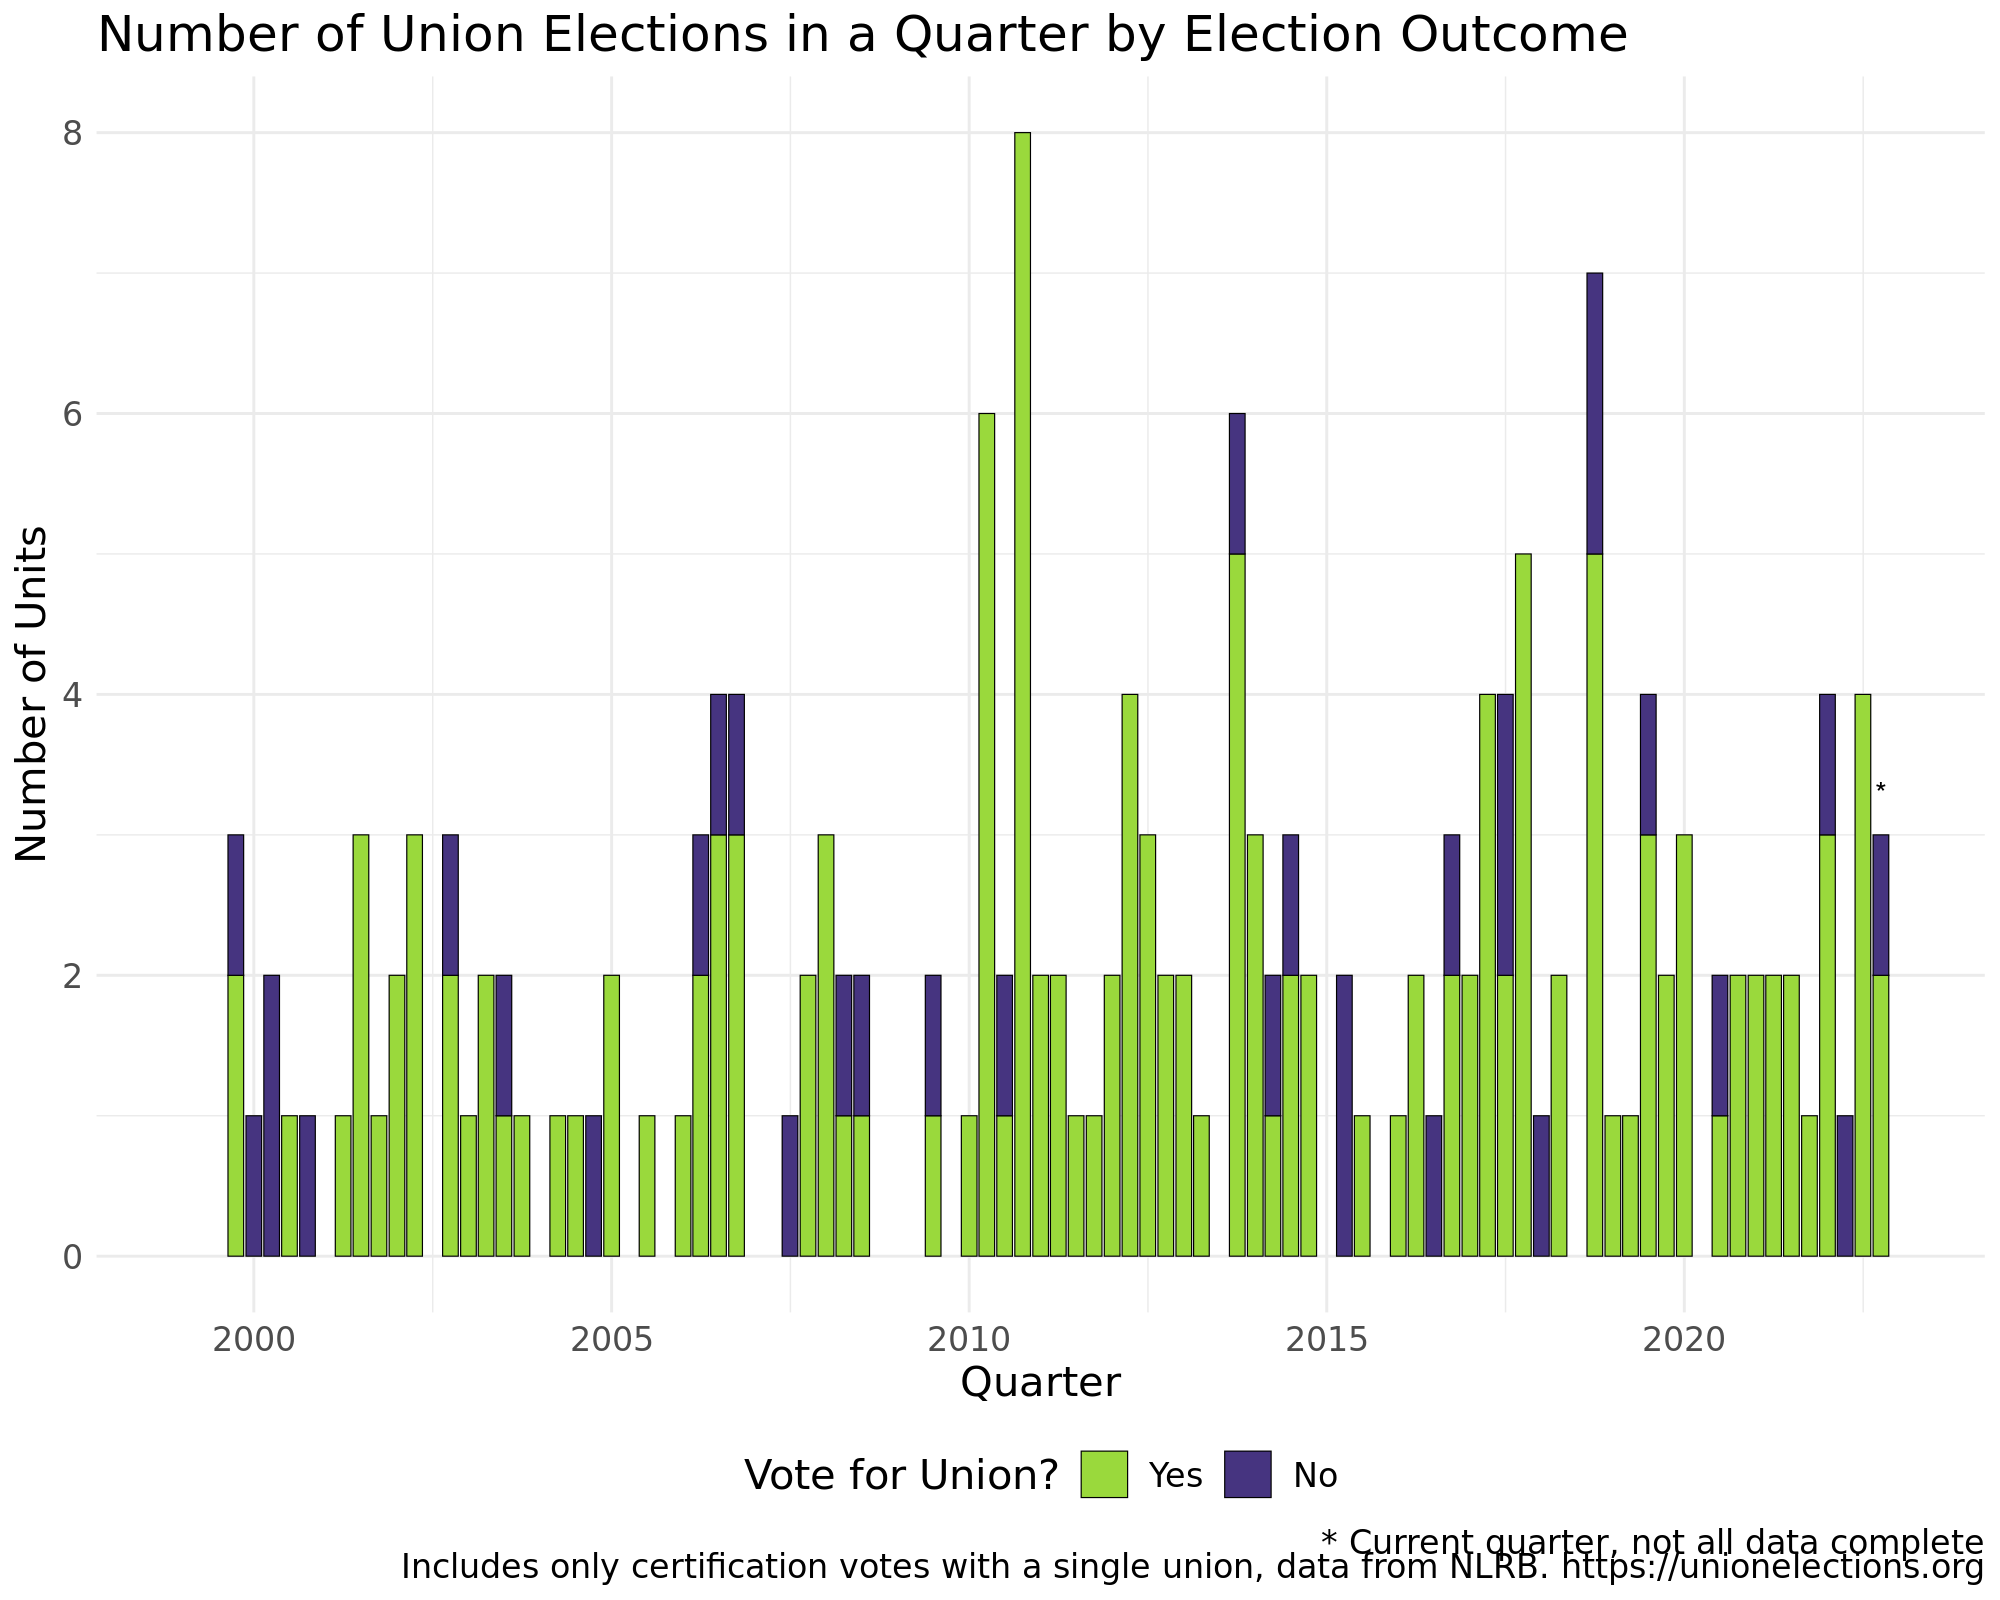 Number of Union Elections in a Quarter by Election Outcome
Number of Units
8
6
4
2
0
*
2000 2005 2010 2015 2020
Quarter
Vote for Union? Yes No
* Current quarter, not all data complete
Includes only certification votes with a single union, data from NLRB. https://unionelections.org